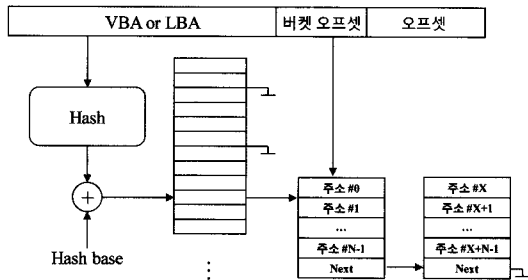 VBA or LBA 버켓 오프셋 오프셋
Hash
+
Hash base
주소 #0
주소 #1
...
주소 #N-1
Next
주소 #X
주소 #X+1
...
주소 #X+N-1
Next